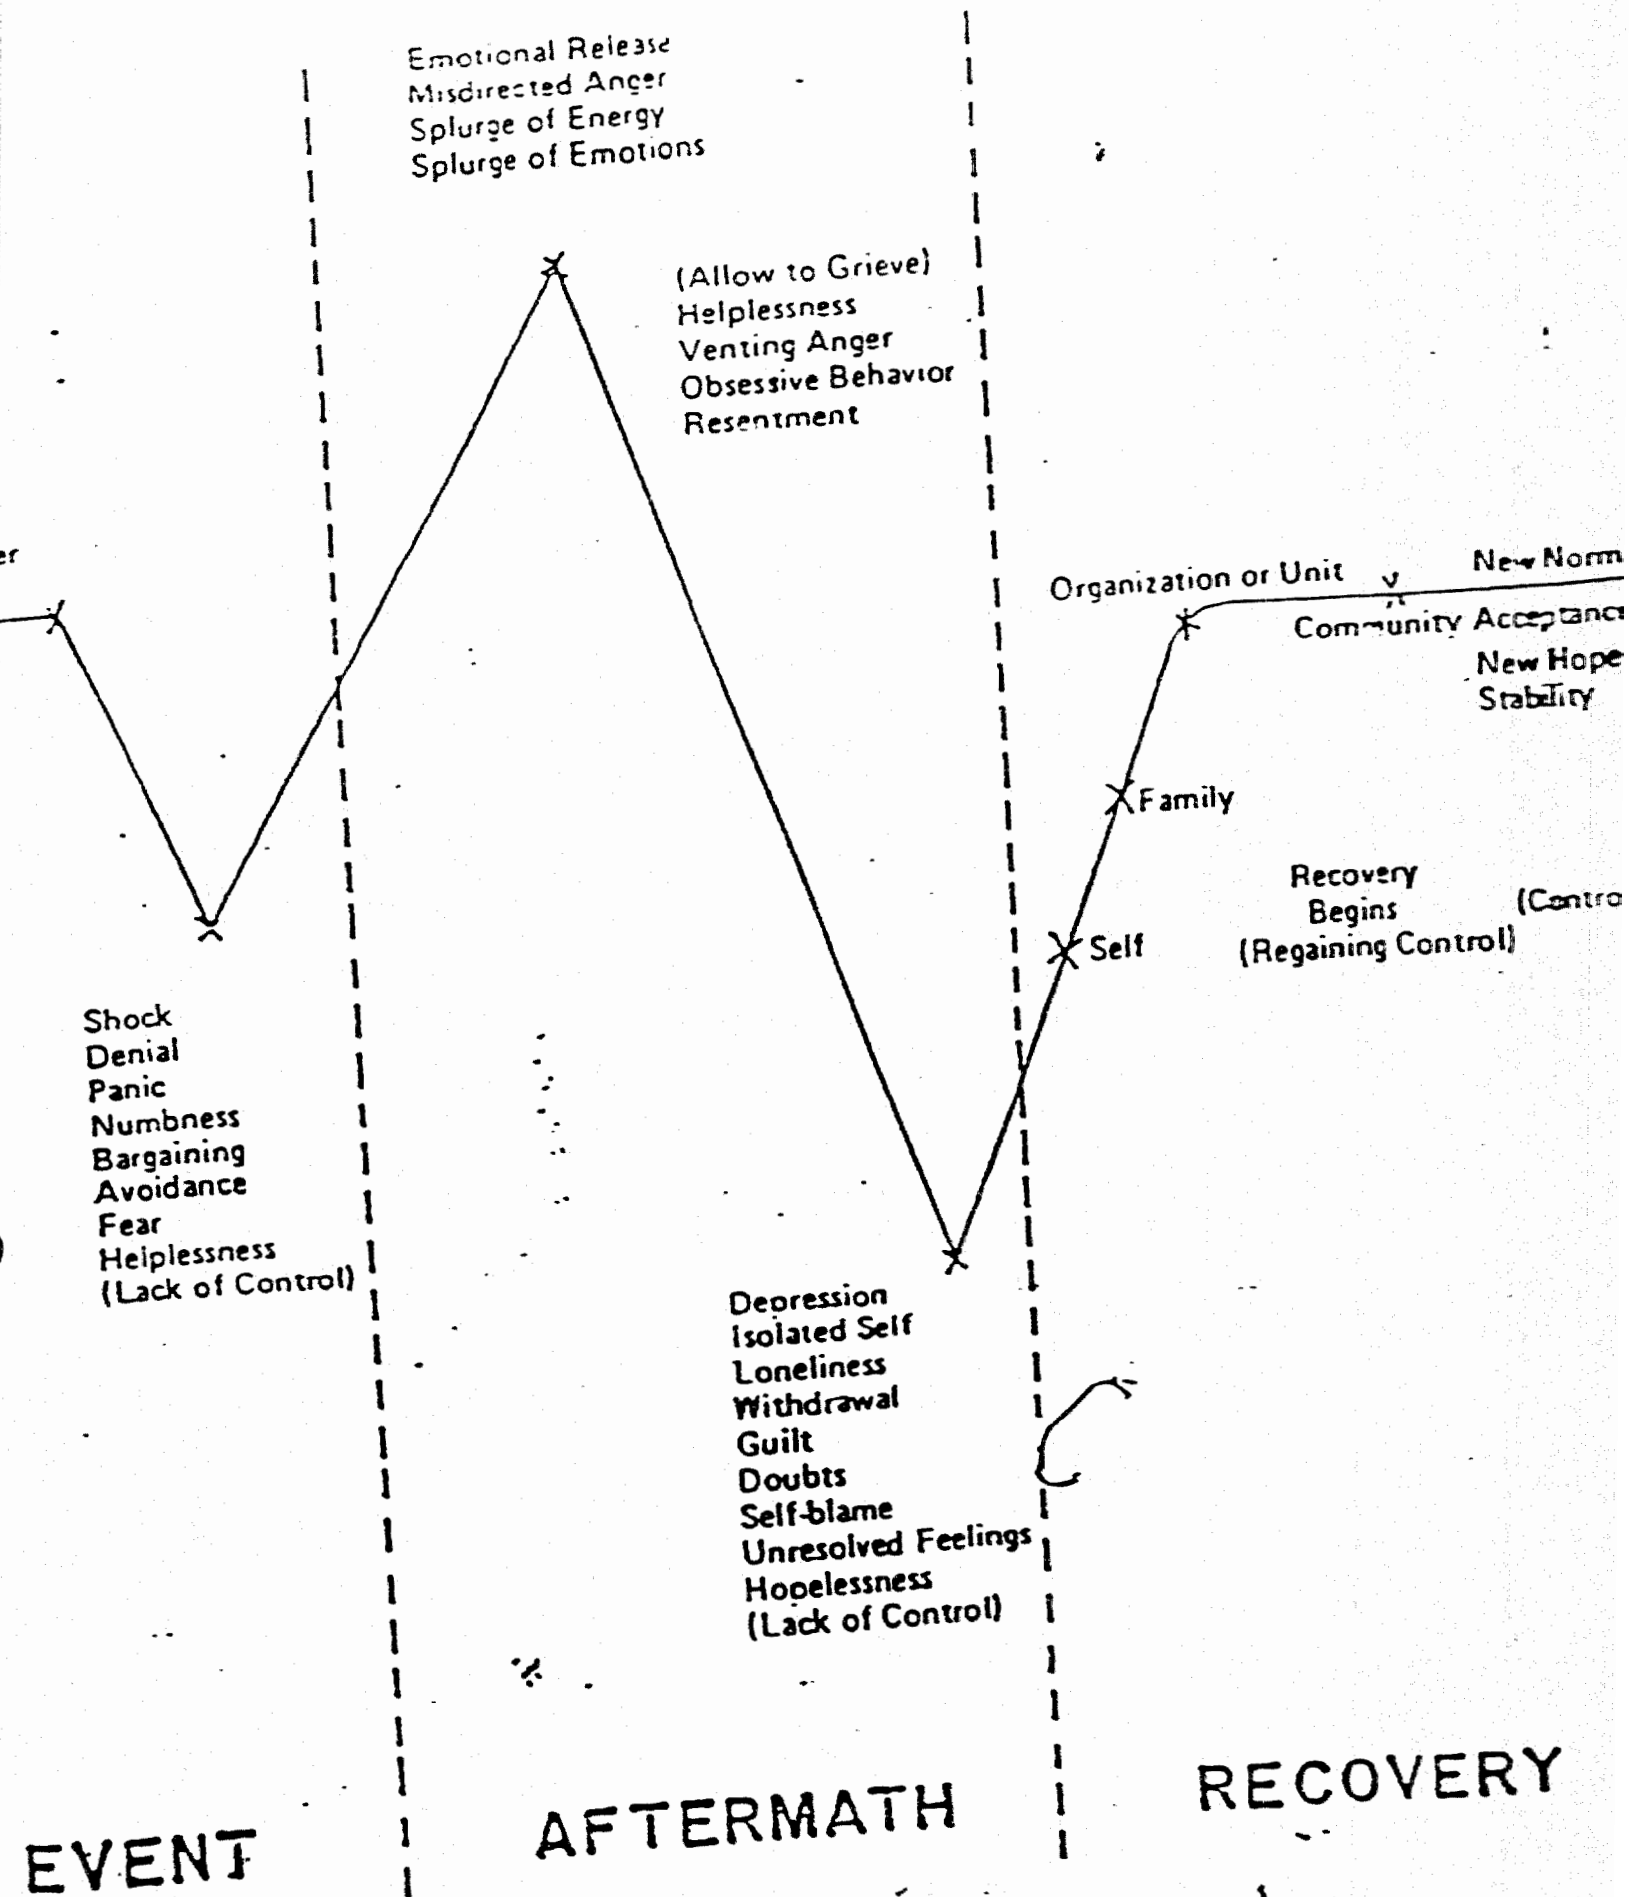 Emotional Release
Misdirected Anger
Splurge of Energy
Splurge of Emotions
(Allow to Grieve)
Helplessness
Venting Anger
Obsessive Behavior
Resentment
er
Organization or Unit
New Norm
Community Acceptance
New Hope
Stability
Family
Recovery
Begins
(Regaining Control)
(Contro
Self
Shock
Denial
Panic
Numbness
Bargaining
Avoidance
Fear
Helplessness
(Lack of Control)
)
Depression
Isolated Self
Loneliness
Withdrawal
Guilt
Doubts
Self-blame
Unresolved Feelings
Hopelessness
(Lack of Control)
EVENT
AFTERMATH
RECOVERY